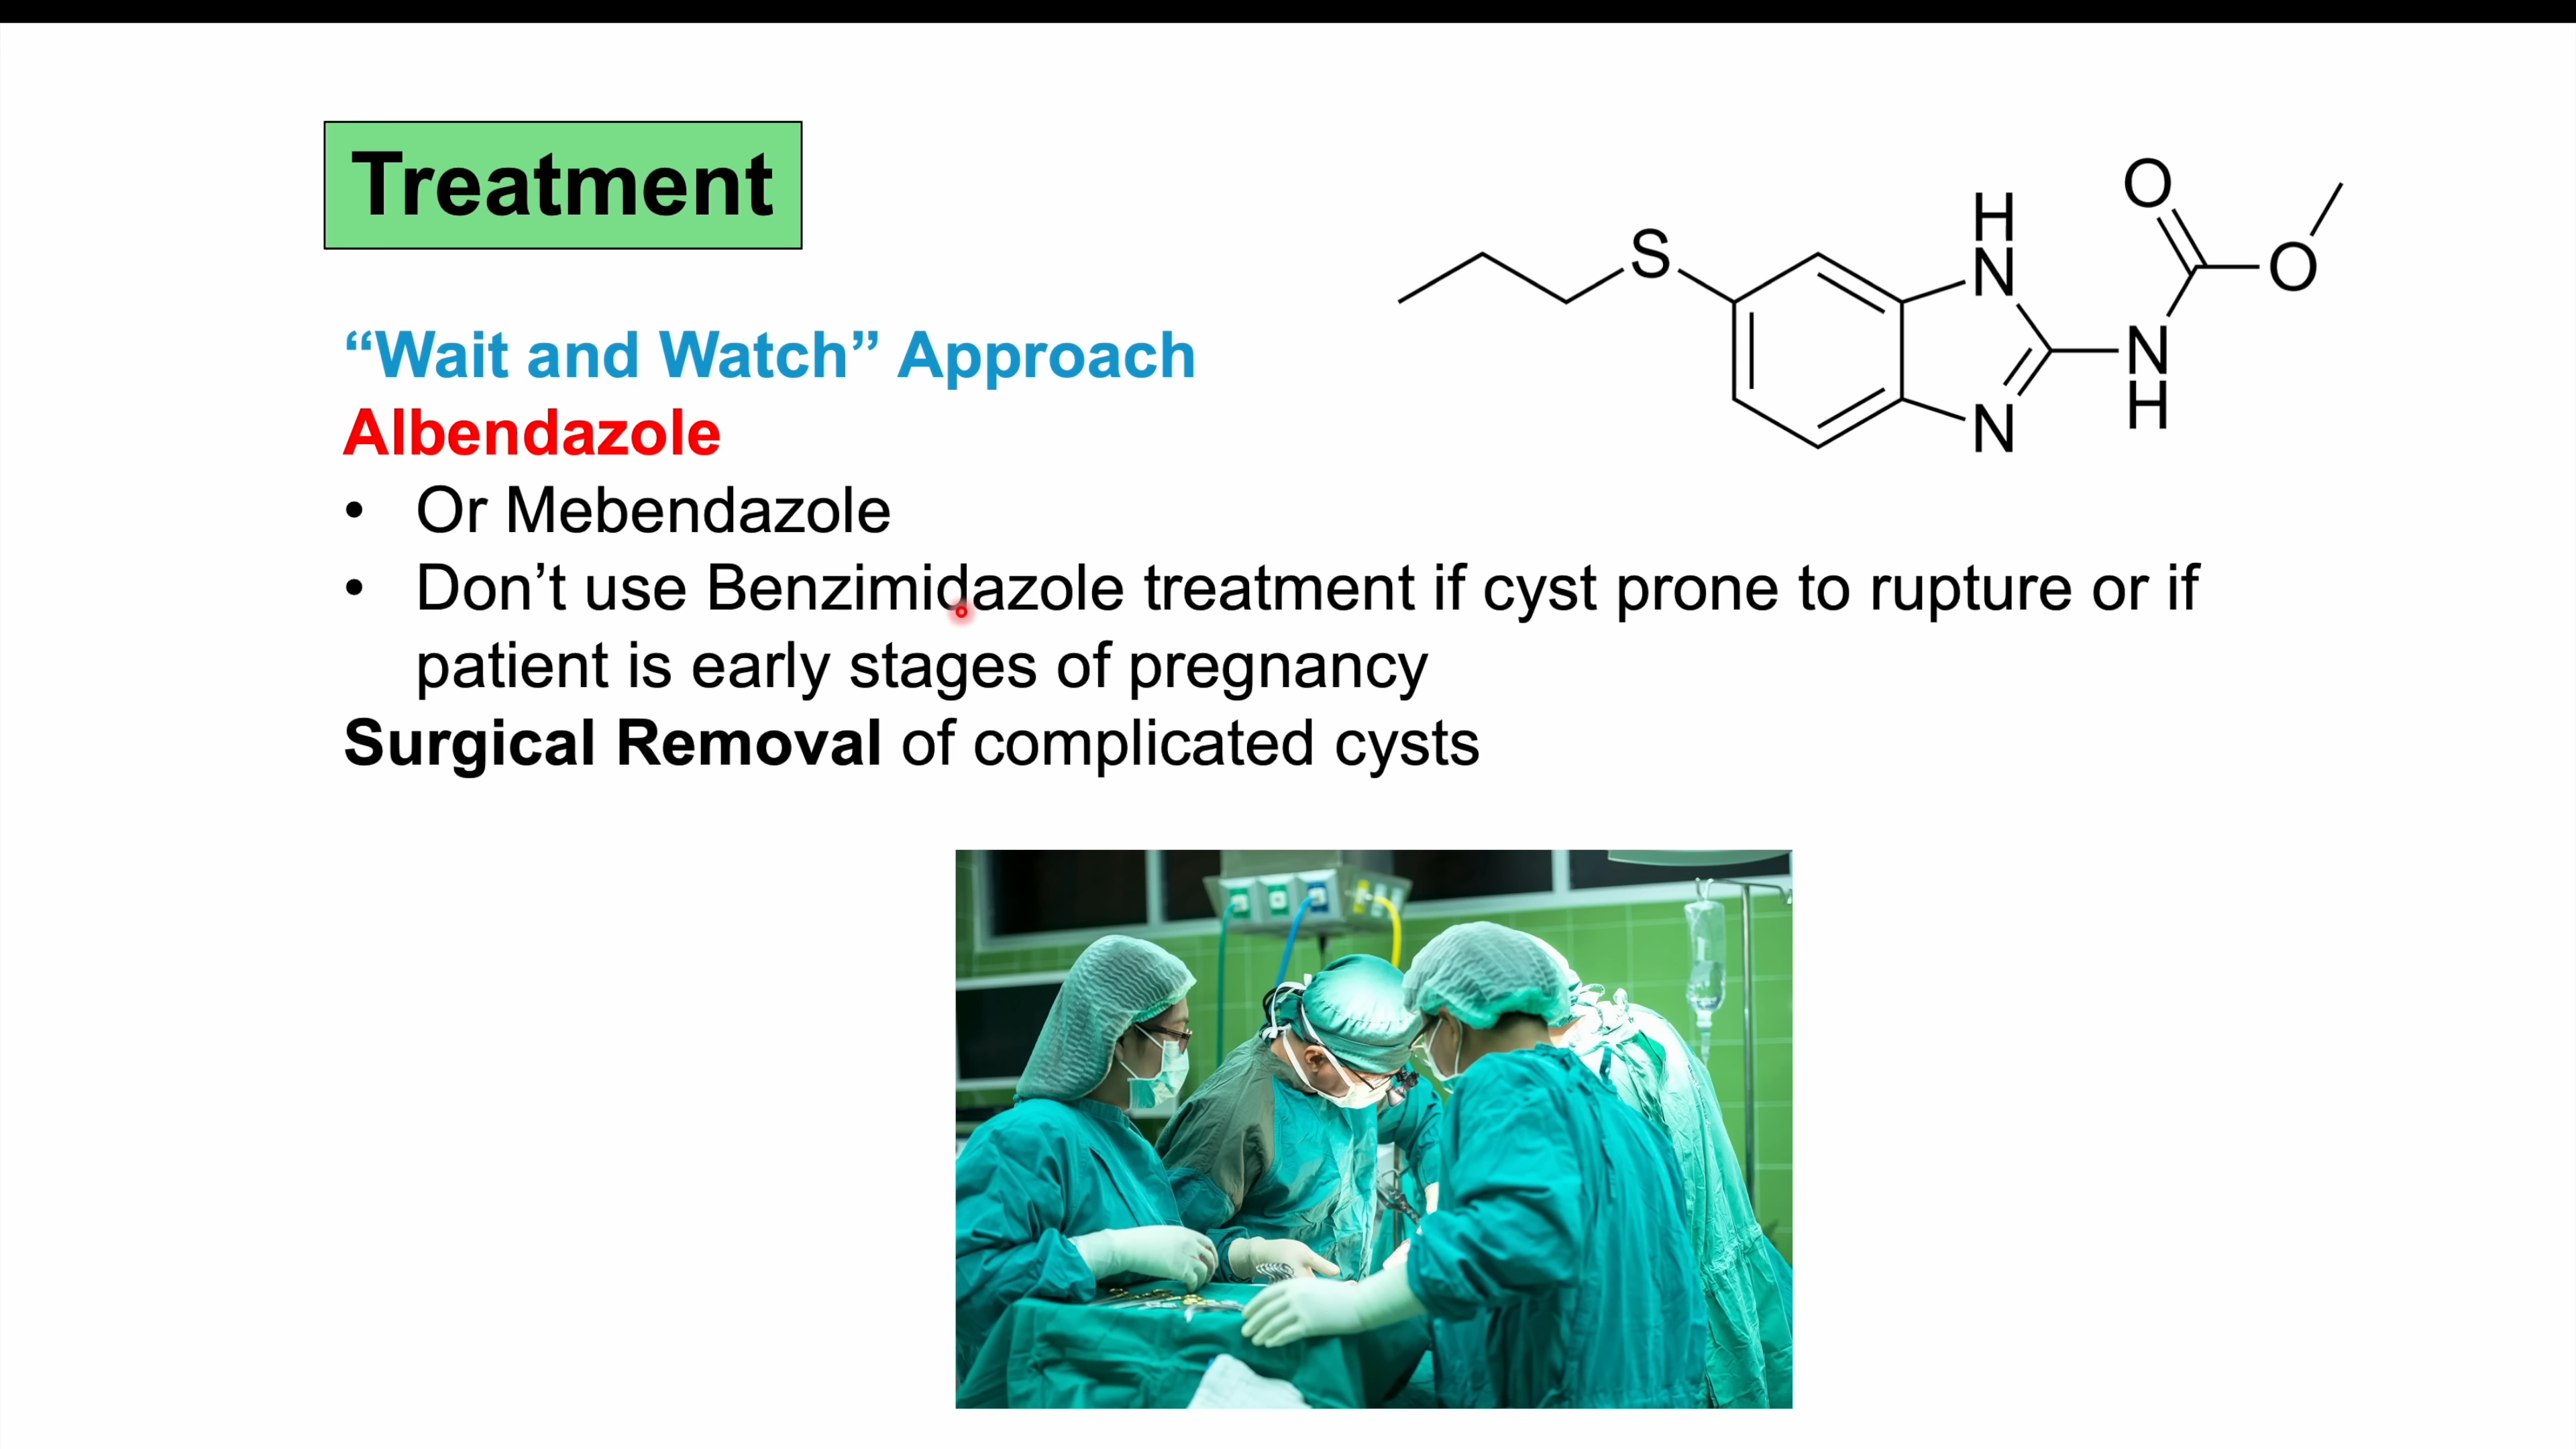 Treatment
“Wait and Watch” Approach
Albendazole
• Or Mebendazole
• Don’t use Benzimidazole treatment if cyst prone to rupture or if
patient is early stages of pregnancy
Surgical Removal of complicated cysts
S
H
N
N
N
H
O
O